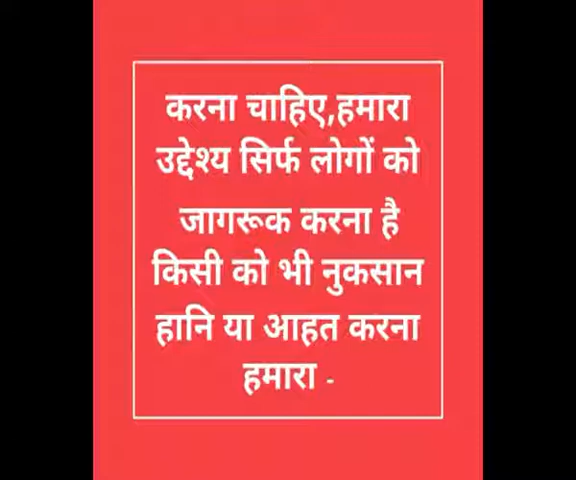 करना चाहिए,हमारा
उद्देश्य सिर्फ लोगों को
जागरूक करना है
किसी को भी नुकसान
हानि या आहत करना
हमारा -